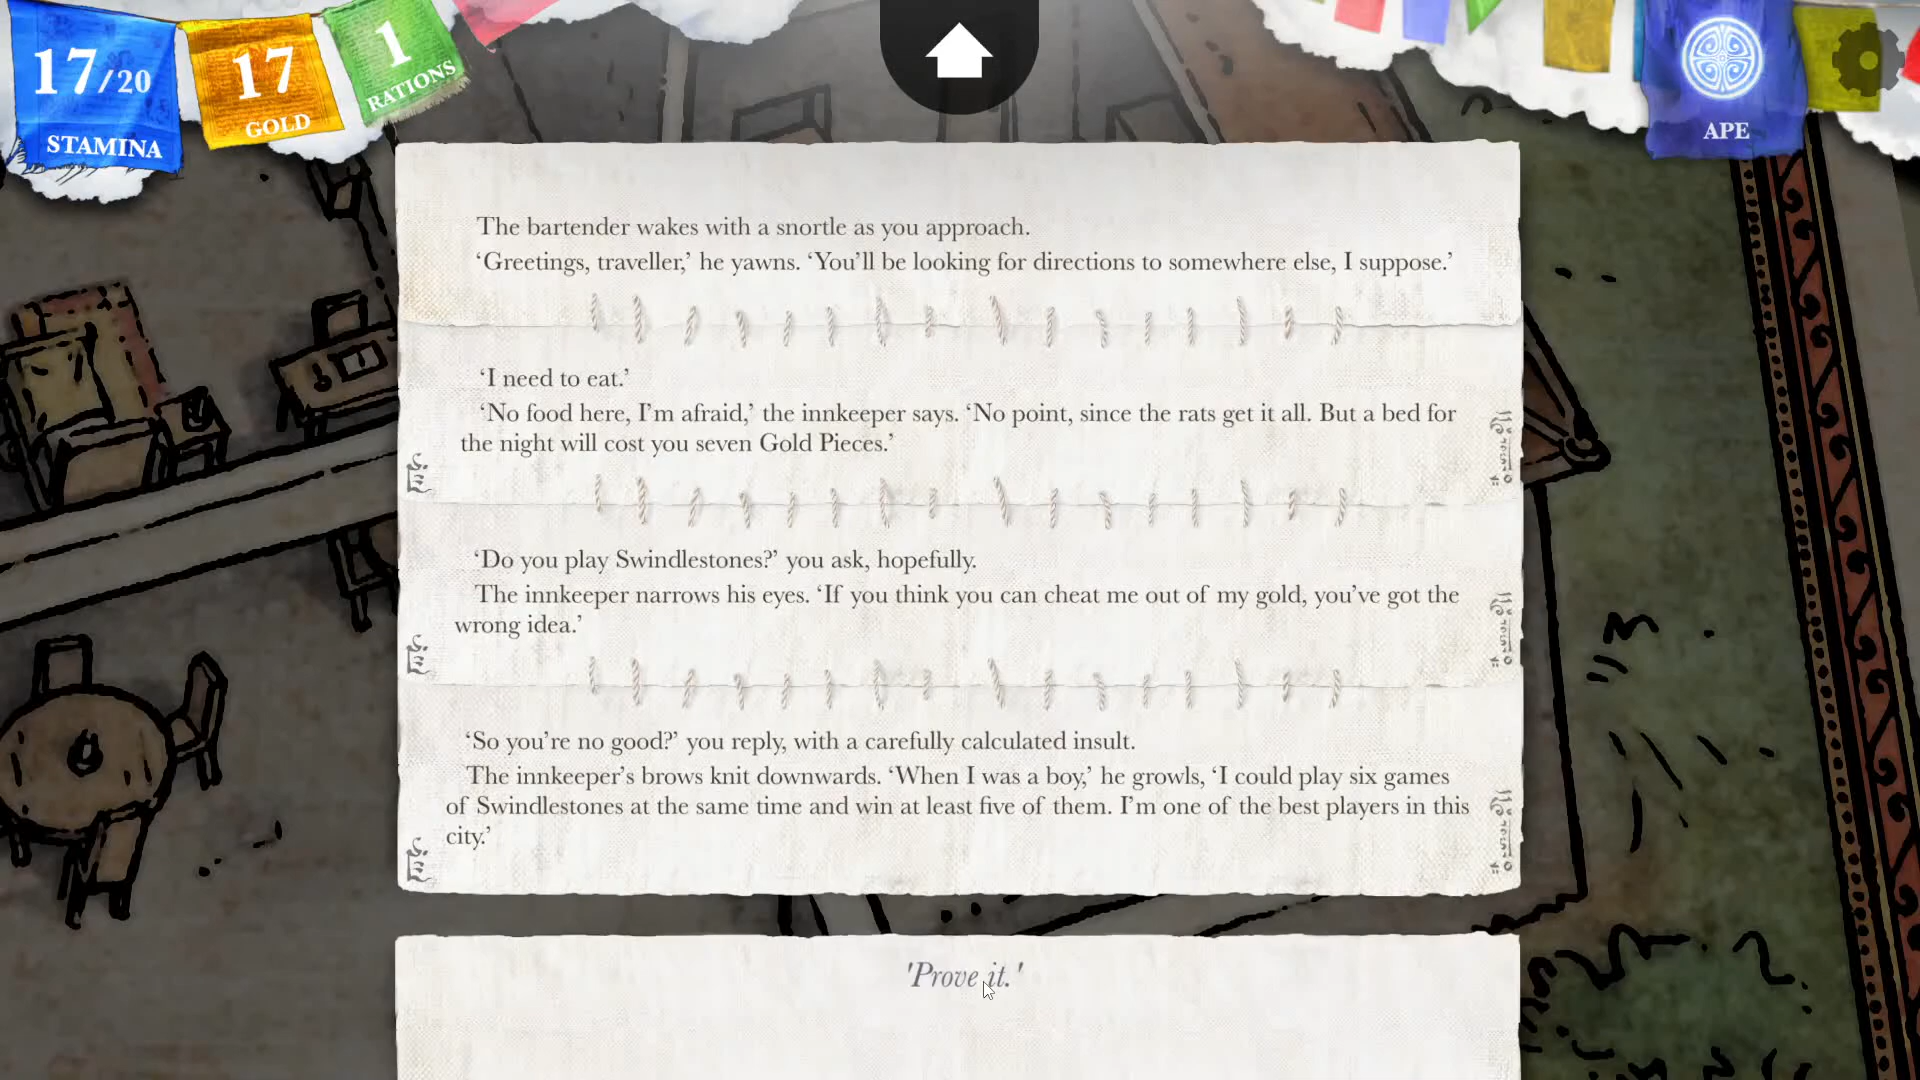 17/20
STAMINA
17
GOLD
1
RATIONS
APE
The bartender wakes with a snortle as you approach.
‘Greetings, traveller,’ he yawns. ‘You’ll be looking for directions to somewhere else, I suppose.’
‘I need to eat.’
‘No food here, I’m afraid,’ the innkeeper says. ‘No point, since the rats get it all. But a bed for
the night will cost you seven Gold Pieces.’
‘Do you play Swindlestones?’ you ask, hopefully.
The innkeeper narrows his eyes. ‘If you think you can cheat me out of my gold, you’ve got the
wrong idea.’
‘So you’re no good?’ you reply, with a carefully calculated insult.
The innkeeper’s brows knit downwards. ‘When I was a boy,’ he growls, ‘I could play six games
of Swindlestones at the same time and win at least five of them. I’m one of the best players in this
city.’
'Prove it.'